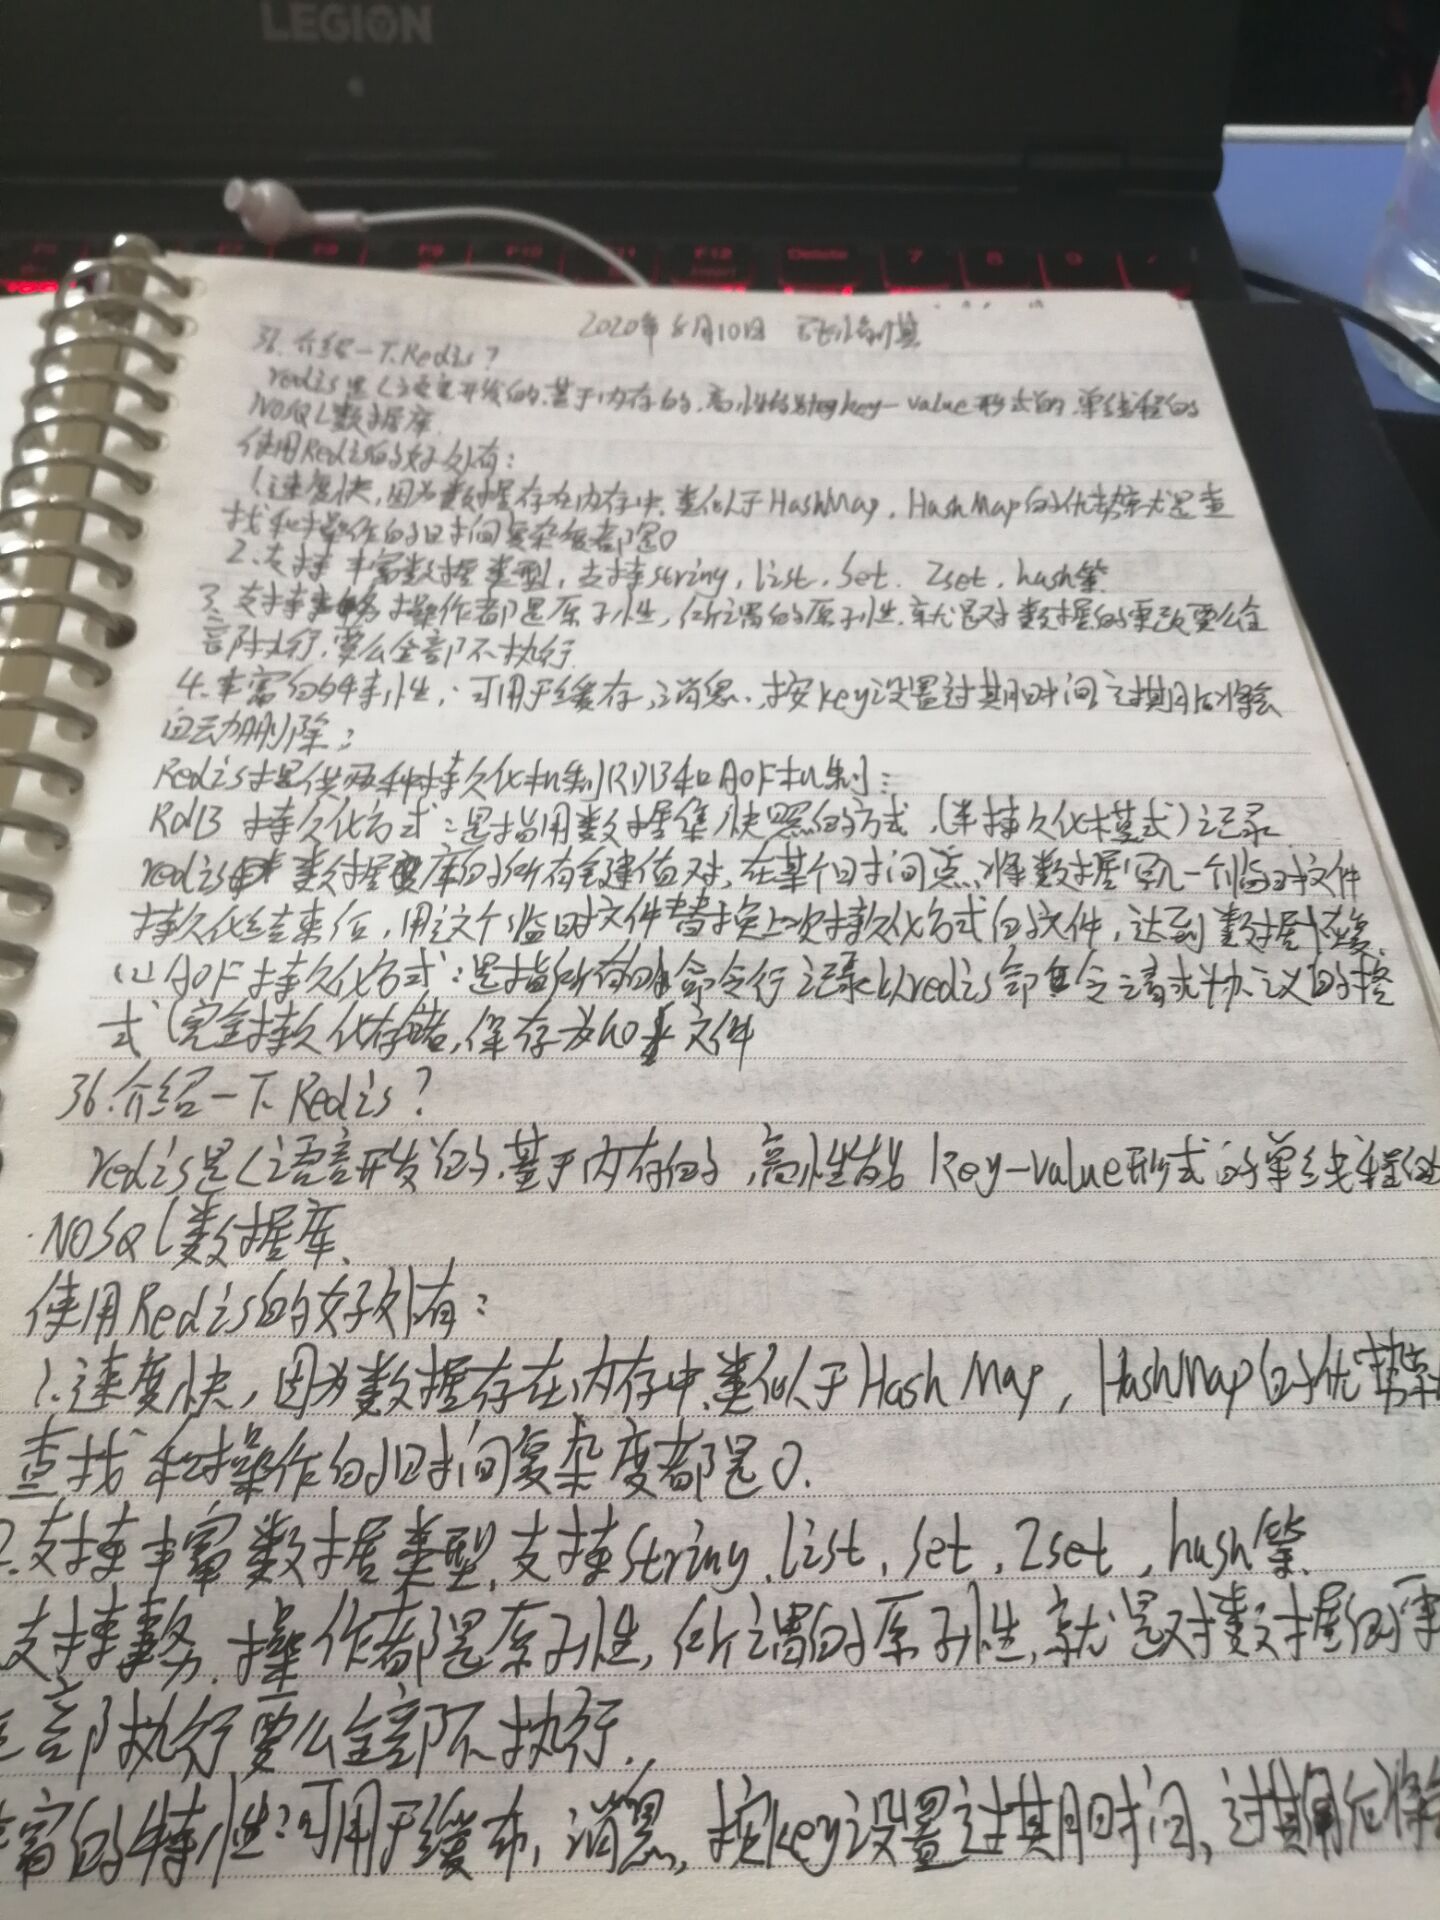 LEGION
F9
F10
F11
F12
Delete
7
8
9
Insert
2020年8月10日
36.介绍一下Redis?
redis是C语言开发的.基于内存的,高性能的key-value形式的.单线程的
NOSQL数据库.
使用Redis的好处有:
1.速度快,因为数据存在内存中.类似于HashMap,HashMap的优势就是查
找和操作的时间复杂度都是O
2.支持丰富数据类型,支持string,list,set,Zset,hash等.
3.支持事务,操作都是原子性,所谓的原子性,就是对数据的更改要么全
部执行,要么全部不执行.
4.丰富的特性:可用于缓存,消息,按key设置过期时间,过期后将会
自动删除:
Redis提供两种持久化机制RDB和AOF机制:
RdB 持久化方式:是指用数据集快照的方式,(半持久化模式)记录
redis 数据库的所有键值对,在某个时间点将数据写入一个临时文件
持久化结束后,用这个临时文件替换上次持久化方式的文件,达到数据恢复.
(2)AOF持久化方式:是指所有的命令行记录以redis命令请求协议的格
式(完全持久化存储,保存为 文件
36.介绍一下Redis?
redis是C语言开发的.基于内存的,高性能 key-value形式的单线程的
NOSQL数据库.
使用Redis的好处有:
1.速度快,因为数据存在内存中.类似于HashMap,HashMap的优势就
查找和操作的时间复杂度都是O.
2.支持丰富数据类型,支持string,list,set,Zset,hash等.
支持事务.操作都是原子性,所谓的原子性,就是对数据的更
部执行要么全部不执行.
丰富的特性:可用于缓存,消息,按key设置过期时间,过期后将会